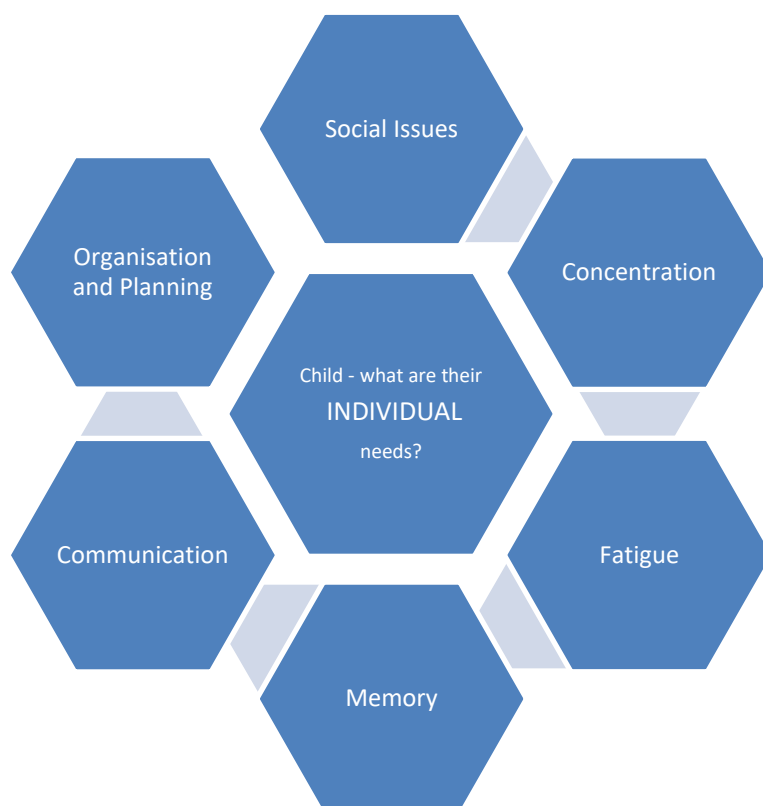 Social Issues
Organisation
and Planning
Concentration
Child - what are their
INDIVIDUAL
needs?
Communication
Fatigue
Memory